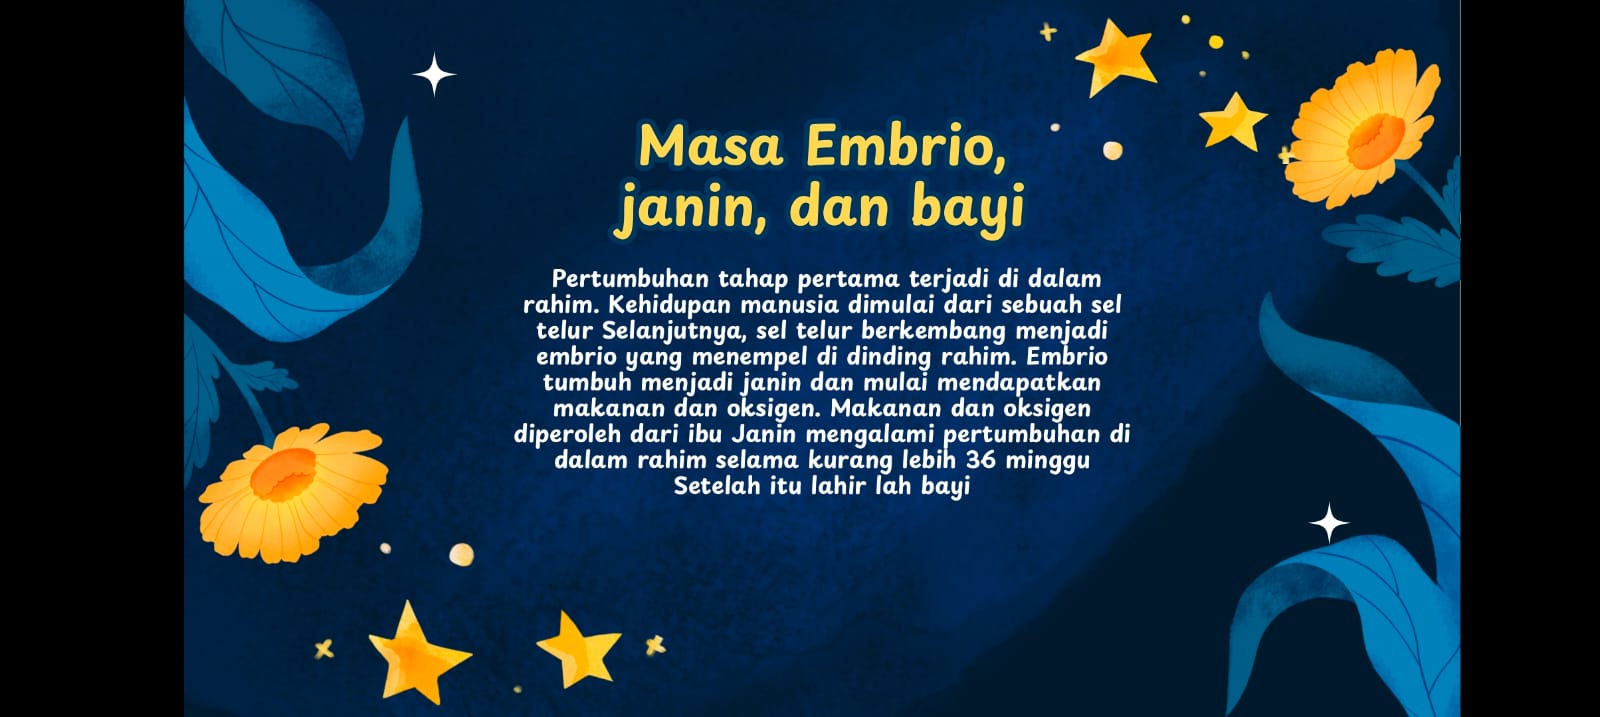 Masa Embrio,
janin, dan bayi
Pertumbuhan tahap pertama terjadi di dalam
rahim. Kehidupan manusia dimulai dari sebuah sel
telur Selanjutnya, sel telur berkembang menjadi
embrio yang menempel di dinding rahim. Embrio
tumbuh menjadi janin dan mulai mendapatkan
makanan dan oksigen. Makanan dan oksigen
diperoleh dari ibu Janin mengalami pertumbuhan di
dalam rahim selama kurang lebih 36 minggu
Setelah itu lahir lah bayi